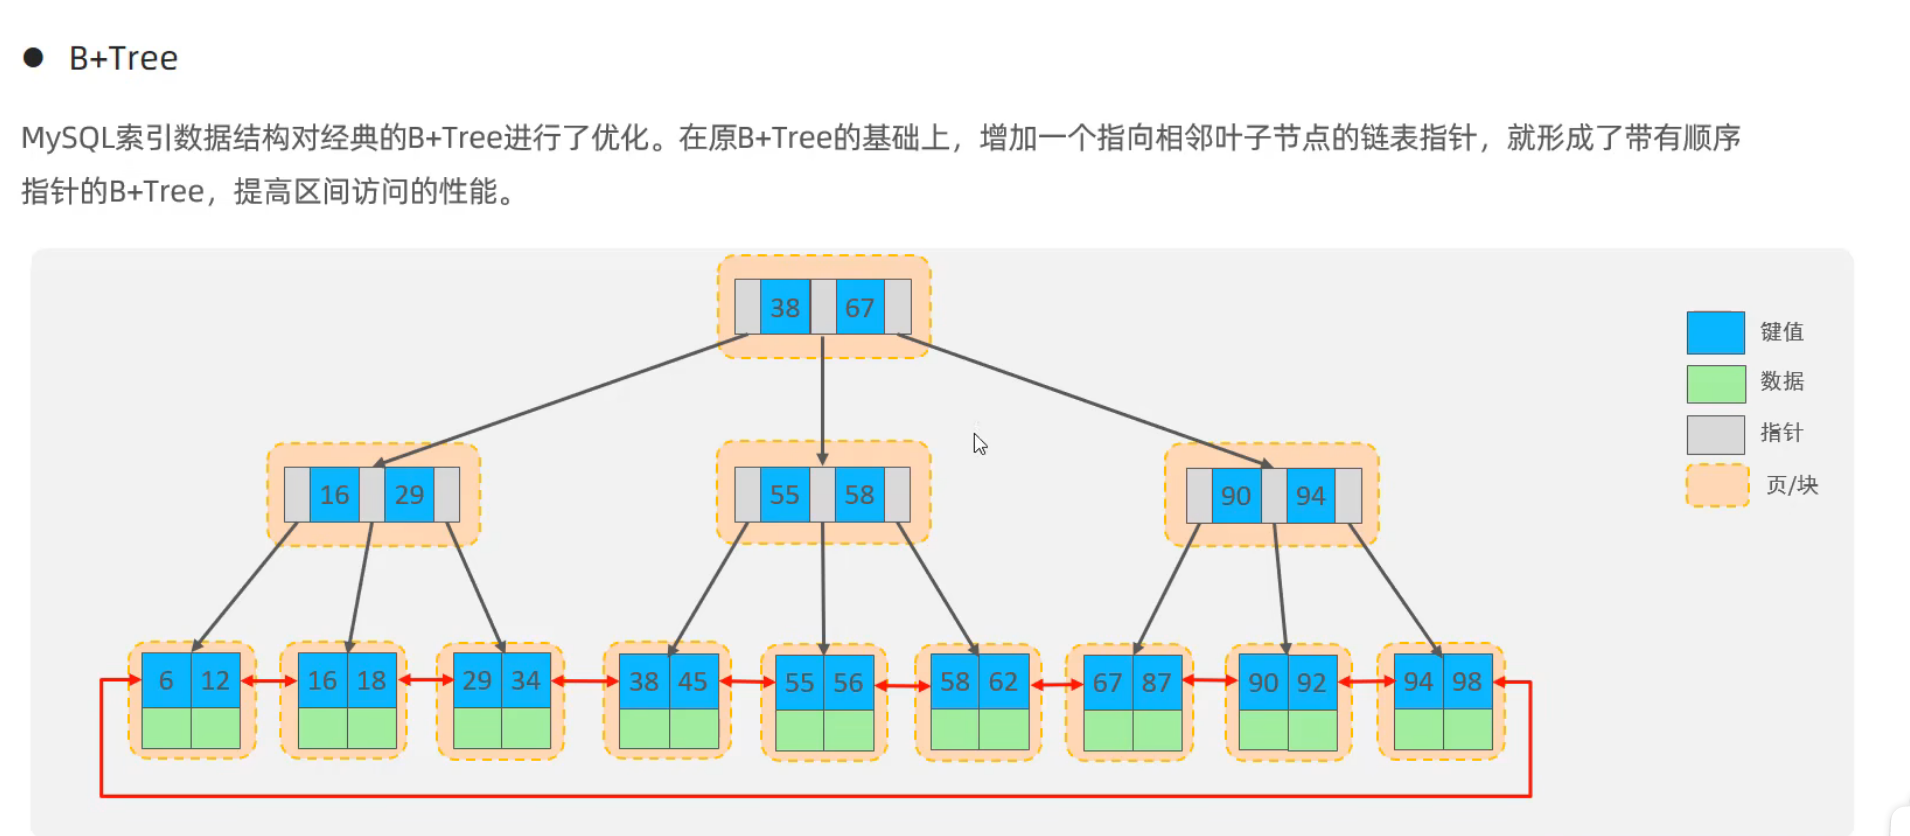 ● B+Tree
MySQL索引数据结构对经典的B+Tree进行了优化。在原B+Tree的基础上，增加一个指向相邻叶子节点的链表指针，就形成了带有顺序
指针的B+Tree，提高区间访问的性能。
38 67
键值
数据
指针
页/块
16 29
55 58
90 94
6 12
16 18
29 34
38 45
55 56
58 62
67 87
90 92
94 98